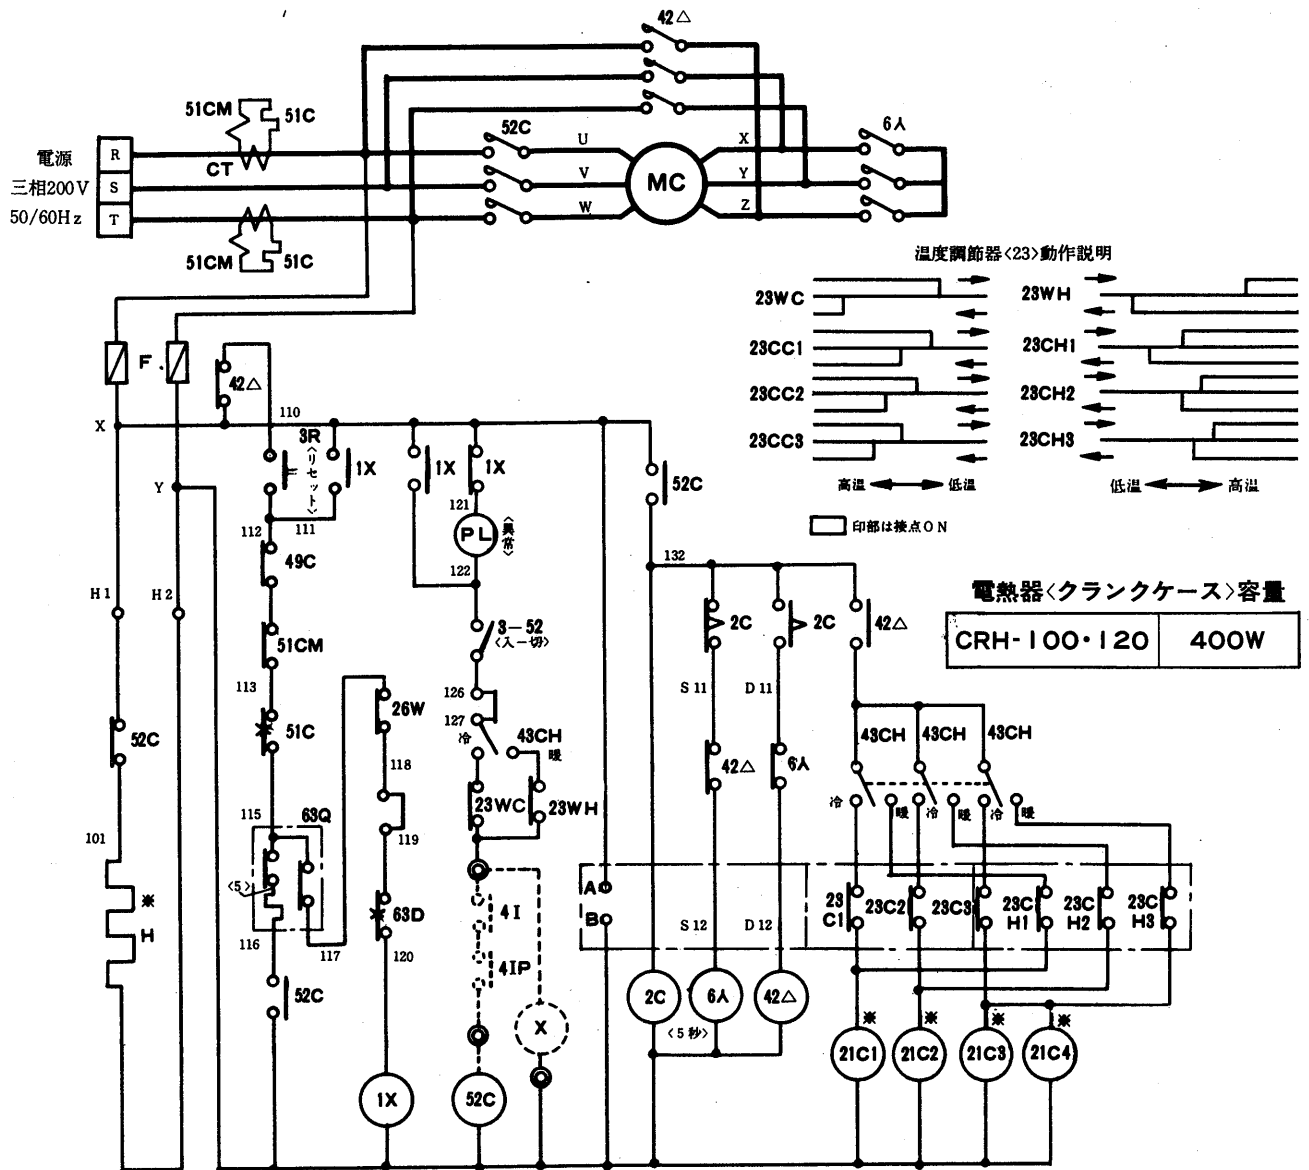 42△
51CM
51C
52C
6人
電源
三相200V
50/60Hz
R
S
T
CT
U
V
W
MC
X
Y
Z
51CM
51C
温度調節器<23>動作説明
23WC
23WH
23CC1
23CH1
23CC2
23CH2
23CC3
23CH3
高温
低温
低温
高温
印部は接点ON
F
42△
X
110
3R
<リセット>
1X
1X
1X
52C
Y
121
PL
<異常>
112
111
122
132
49C
H1
H2
3-52
<入-切>
2C
2C
42△
電熱器<クランクケース>容量
CRH-100・120
400W
51CM
113
S11
D11
126
127
26W
冷
43CH
暖
43CH
43CH
43CH
52C
51C
118
42△
6人
冷
暖
冷
暖
冷
暖
23WC
23WH
115
63Q
119
101
<5>
A
B
23
C1
23C2
23C3
23C
H1
23C
H2
23C
H3
※
H
63D
4I
116
117
120
S12
D12
4IP
52C
X
2C
6人
42△
<5秒>
※
※
※
※
21C1
21C2
21C3
21C4
1X
52C